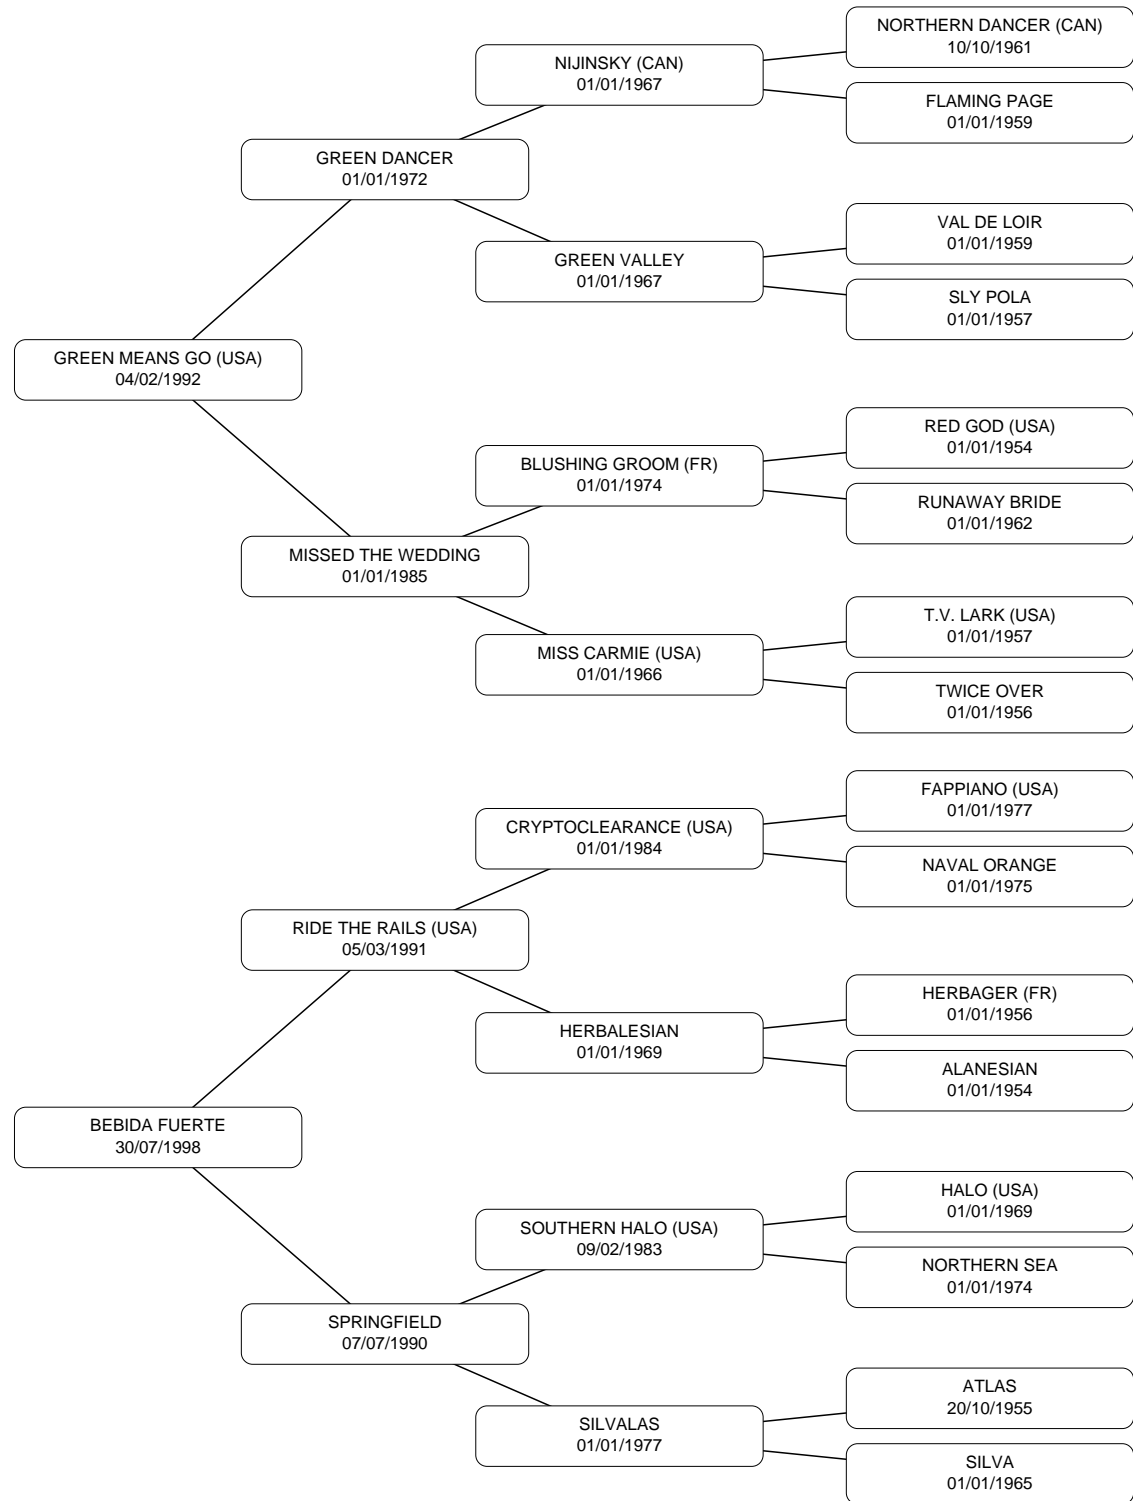 NORTHERN DANCER (CAN)
10/10/1961
NIJINSKY (CAN)
01/01/1967
FLAMING PAGE
01/01/1959
GREEN DANCER
01/01/1972
VAL DE LOIR
01/01/1959
GREEN VALLEY
01/01/1967
SLY POLA
01/01/1957
GREEN MEANS GO (USA)
04/02/1992
RED GOD (USA)
01/01/1954
BLUSHING GROOM (FR)
01/01/1974
RUNAWAY BRIDE
01/01/1962
MISSED THE WEDDING
01/01/1985
T.V. LARK (USA)
01/01/1957
MISS CARMIE (USA)
01/01/1966
TWICE OVER
01/01/1956
FAPPIANO (USA)
01/01/1977
CRYPTOCLEARANCE (USA)
01/01/1984
NAVAL ORANGE
01/01/1975
RIDE THE RAILS (USA)
05/03/1991
HERBAGER (FR)
01/01/1956
HERBALESIAN
01/01/1969
ALANESIAN
01/01/1954
BEBIDA FUERTE
30/07/1998
HALO (USA)
01/01/1969
SOUTHERN HALO (USA)
09/02/1983
NORTHERN SEA
01/01/1974
SPRINGFIELD
07/07/1990
ATLAS
20/10/1955
SILVALAS
01/01/1977
SILVA
01/01/1965